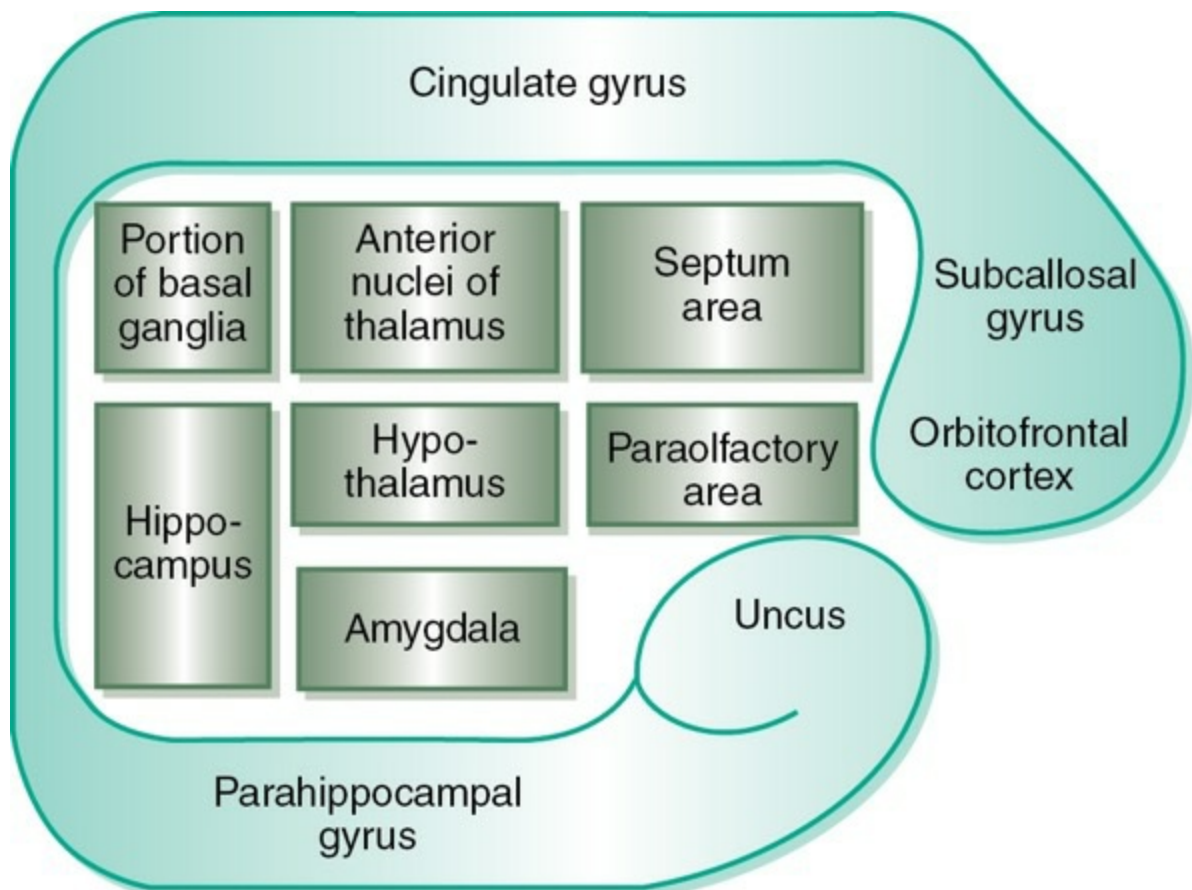 Cingulate gyrus
Portion
of basal
ganglia
Anterior
nuclei of
thalamus
Septum
area
Subcallosal
gyrus
Hippo-
campus
Hypo-
thalamus
Paraolfactory
area
Orbitofrontal
cortex
Amygdala
Uncus
Parahippocampal
gyrus